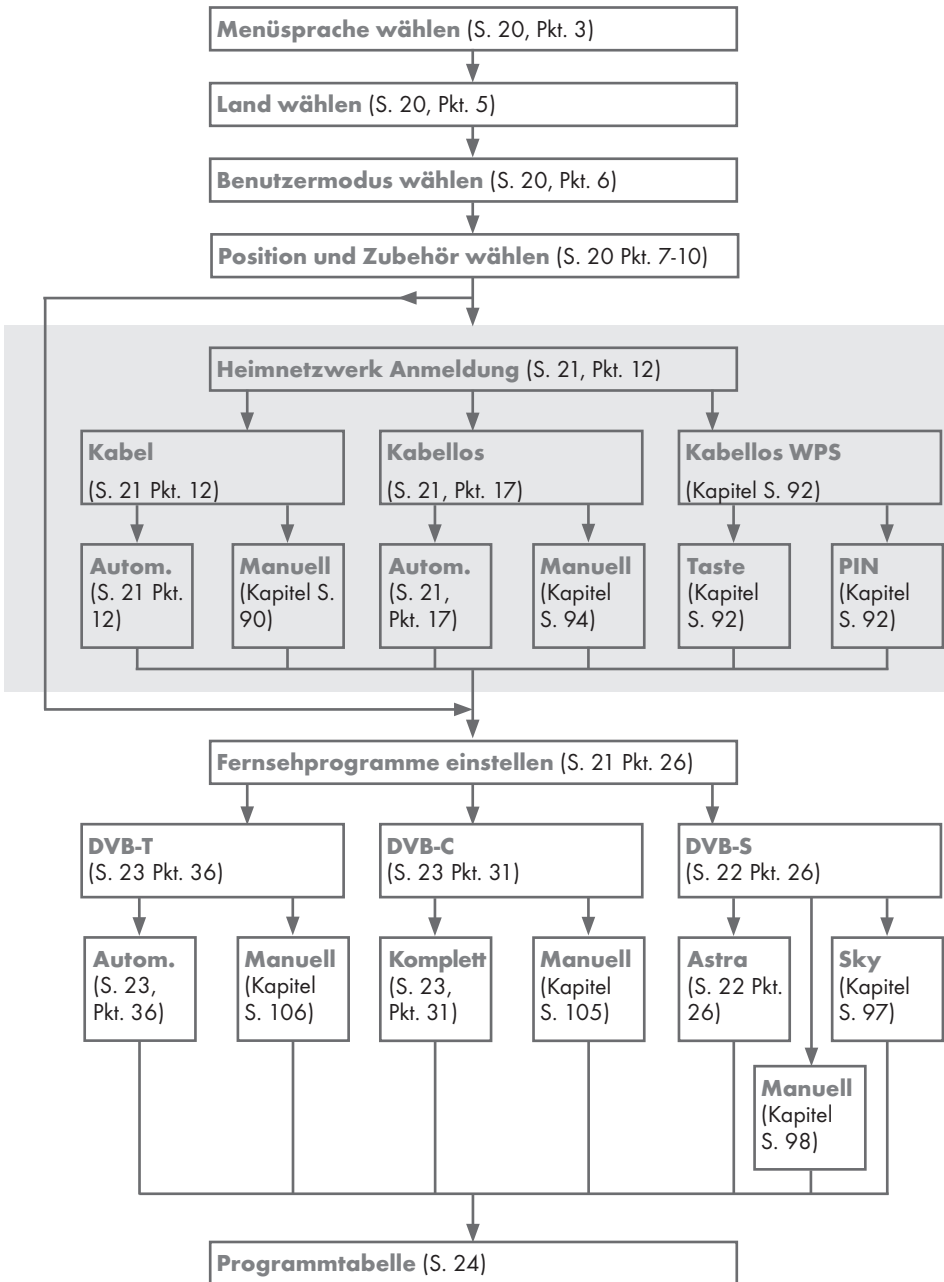 Menüsprache wählen (S. 20, Pkt. 3)
Land wählen (S. 20, Pkt. 5)
Benutzermodus wählen (S. 20, Pkt. 6)
Position und Zubehör wählen (S. 20 Pkt. 7-10)
Heimnetzwerk Anmeldung (S. 21, Pkt. 12)
Kabel
(S. 21 Pkt. 12)
Kabellos
(S. 21, Pkt. 17)
Kabellos WPS
(Kapitel S. 92)
Autom.
(S. 21 Pkt.
12)
Manuell
(Kapitel S.
90)
Autom.
(S. 21,
Pkt. 17)
Manuell
(Kapitel
S. 94)
Taste
(Kapitel
S. 92)
PIN
(Kapitel
S. 92)
Fernsehprogramme einstellen (S. 21 Pkt. 26)
DVB-T
(S. 23 Pkt. 36)
DVB-C
(S. 23 Pkt. 31)
DVB-S
(S. 22 Pkt. 26)
Autom.
(S. 23,
Pkt. 36)
Manuell
(Kapitel
S. 106)
Komplett
(S. 23,
Pkt. 31)
Manuell
(Kapitel
S. 105)
Astra
(S. 22 Pkt.
26)
Sky
(Kapitel
S. 97)
Manuell
(Kapitel
S. 98)
Programmtabelle (S. 24)